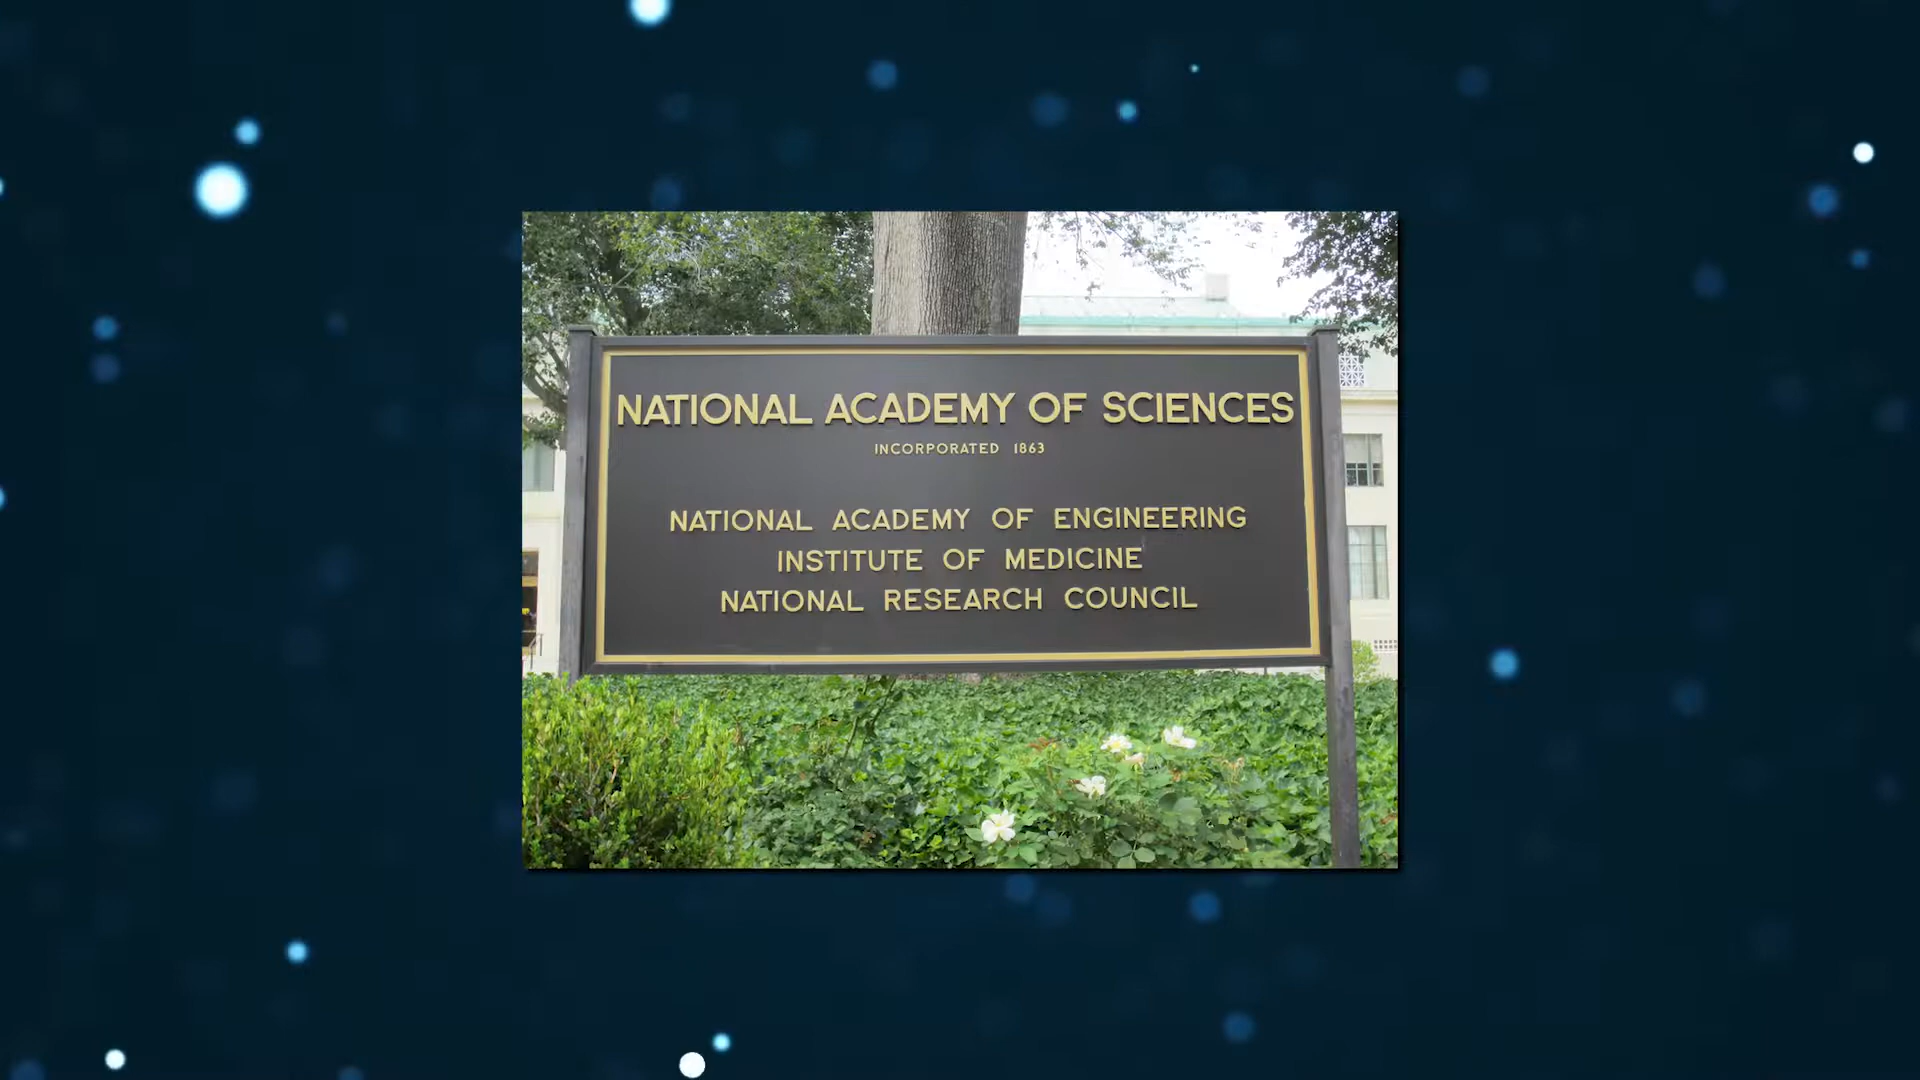 NATIONAL ACADEMY OF SCIENCES
INCORPORATED 1863
NATIONAL ACADEMY OF ENGINEERING
INSTITUTE OF MEDICINE
NATIONAL RESEARCH COUNCIL